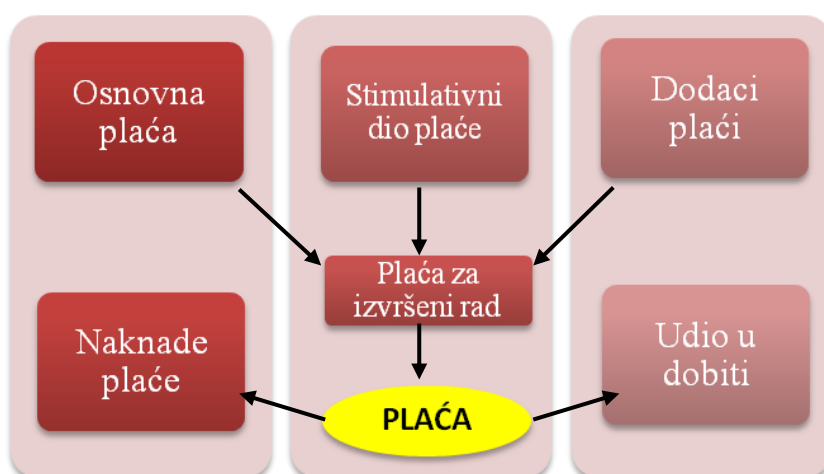 Osnovna
plaća
Stimulativni
dio plaće
Dodaci
plaći
Plaća za
izvršeni rad
Naknade
plaće
Udio u
dobiti
PLAĆA